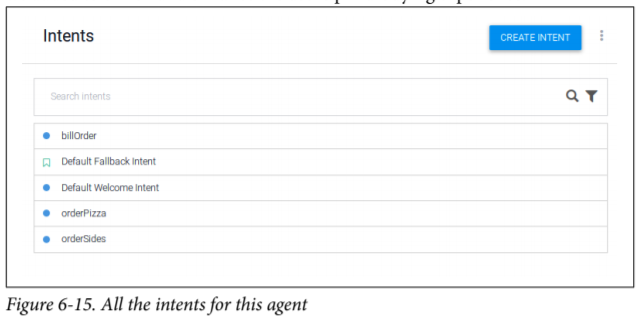 Intents
CREATE INTENT
Search intents
billOrder
Default Fallback Intent
Default Welcome Intent
orderPizza
orderSides
Figure 6-15. All the intents for this agent